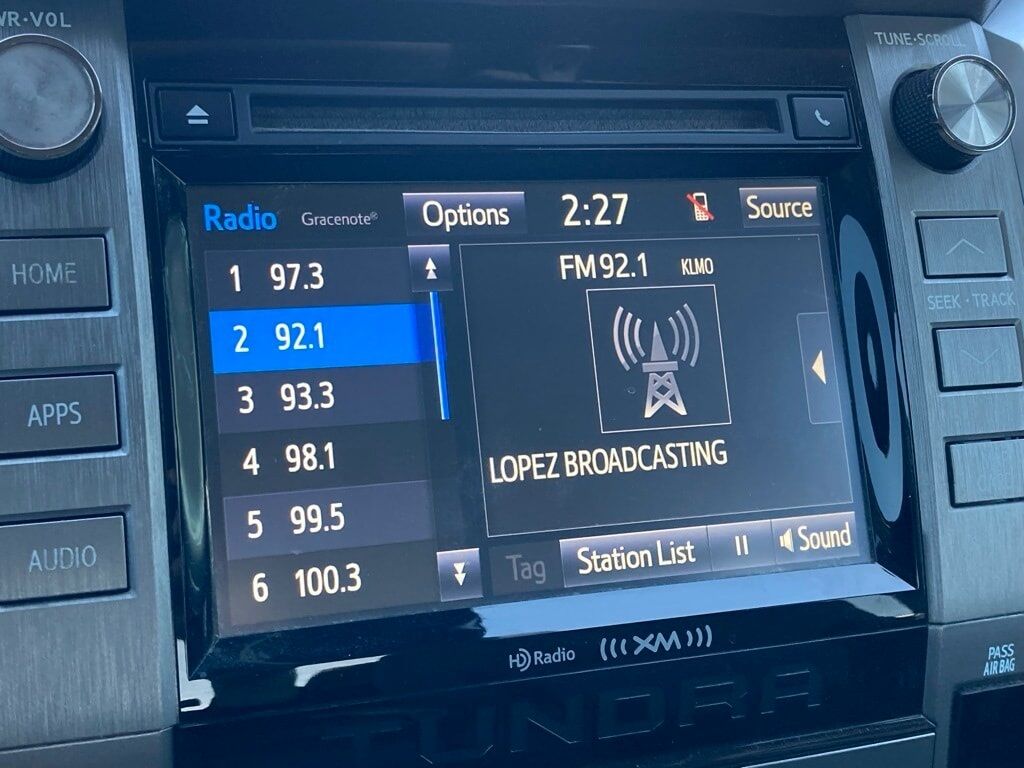 PWR·VOL
TUNE·SCROLL
Radio Gracenote® Options 2:27 Source
FM 92.1 KLMO
1 97.3
2 92.1
3 93.3
4 98.1
5 99.5
6 100.3
LOPEZ BROADCASTING
Tag Station List Sound
HOME
APPS
AUDIO
SEEK·TRACK
HD Radio ((( XM )))
PASS
AIR BAG
TUNDRA